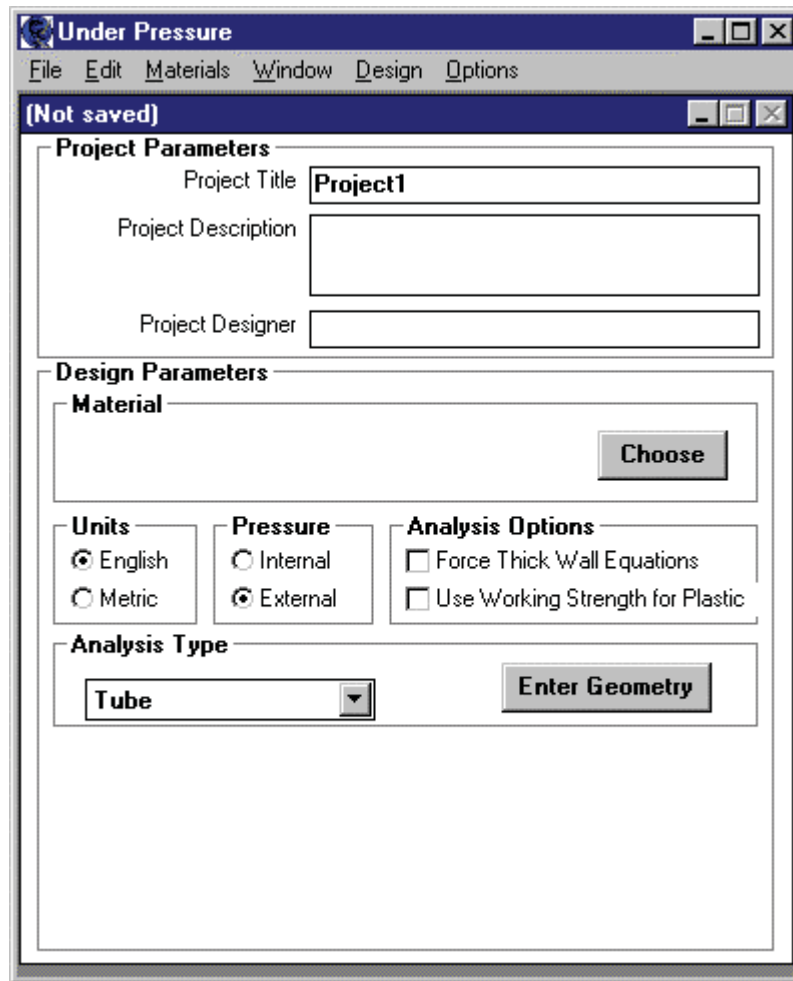 Under Pressure
File Edit Materials Window Design Options
(Not saved)
Project Parameters
Project Title Project1
Project Description
Project Designer
Design Parameters
Material
Choose
Units Pressure Analysis Options
English Internal Force Thick Wall Equations
Metric External Use Working Strength for Plastic
Analysis Type
Tube Enter Geometry